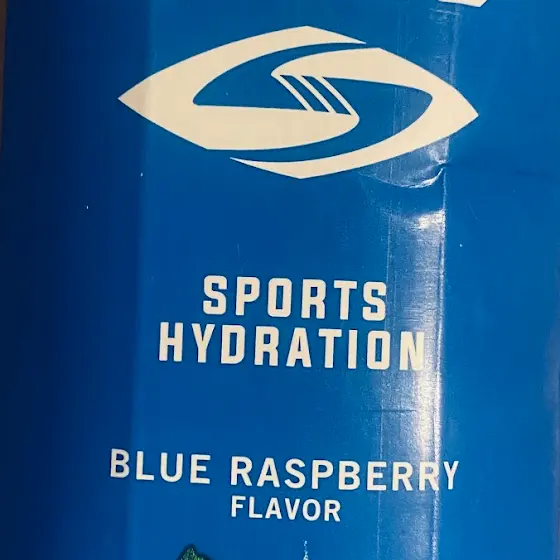 SPORTS
HYDRATION
BLUE RASPBERRY
FLAVOR